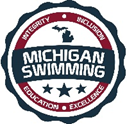 INTEGRITY • INCLUSION
MICHIGAN
SWIMMING
EDUCATION • EXCELLENCE